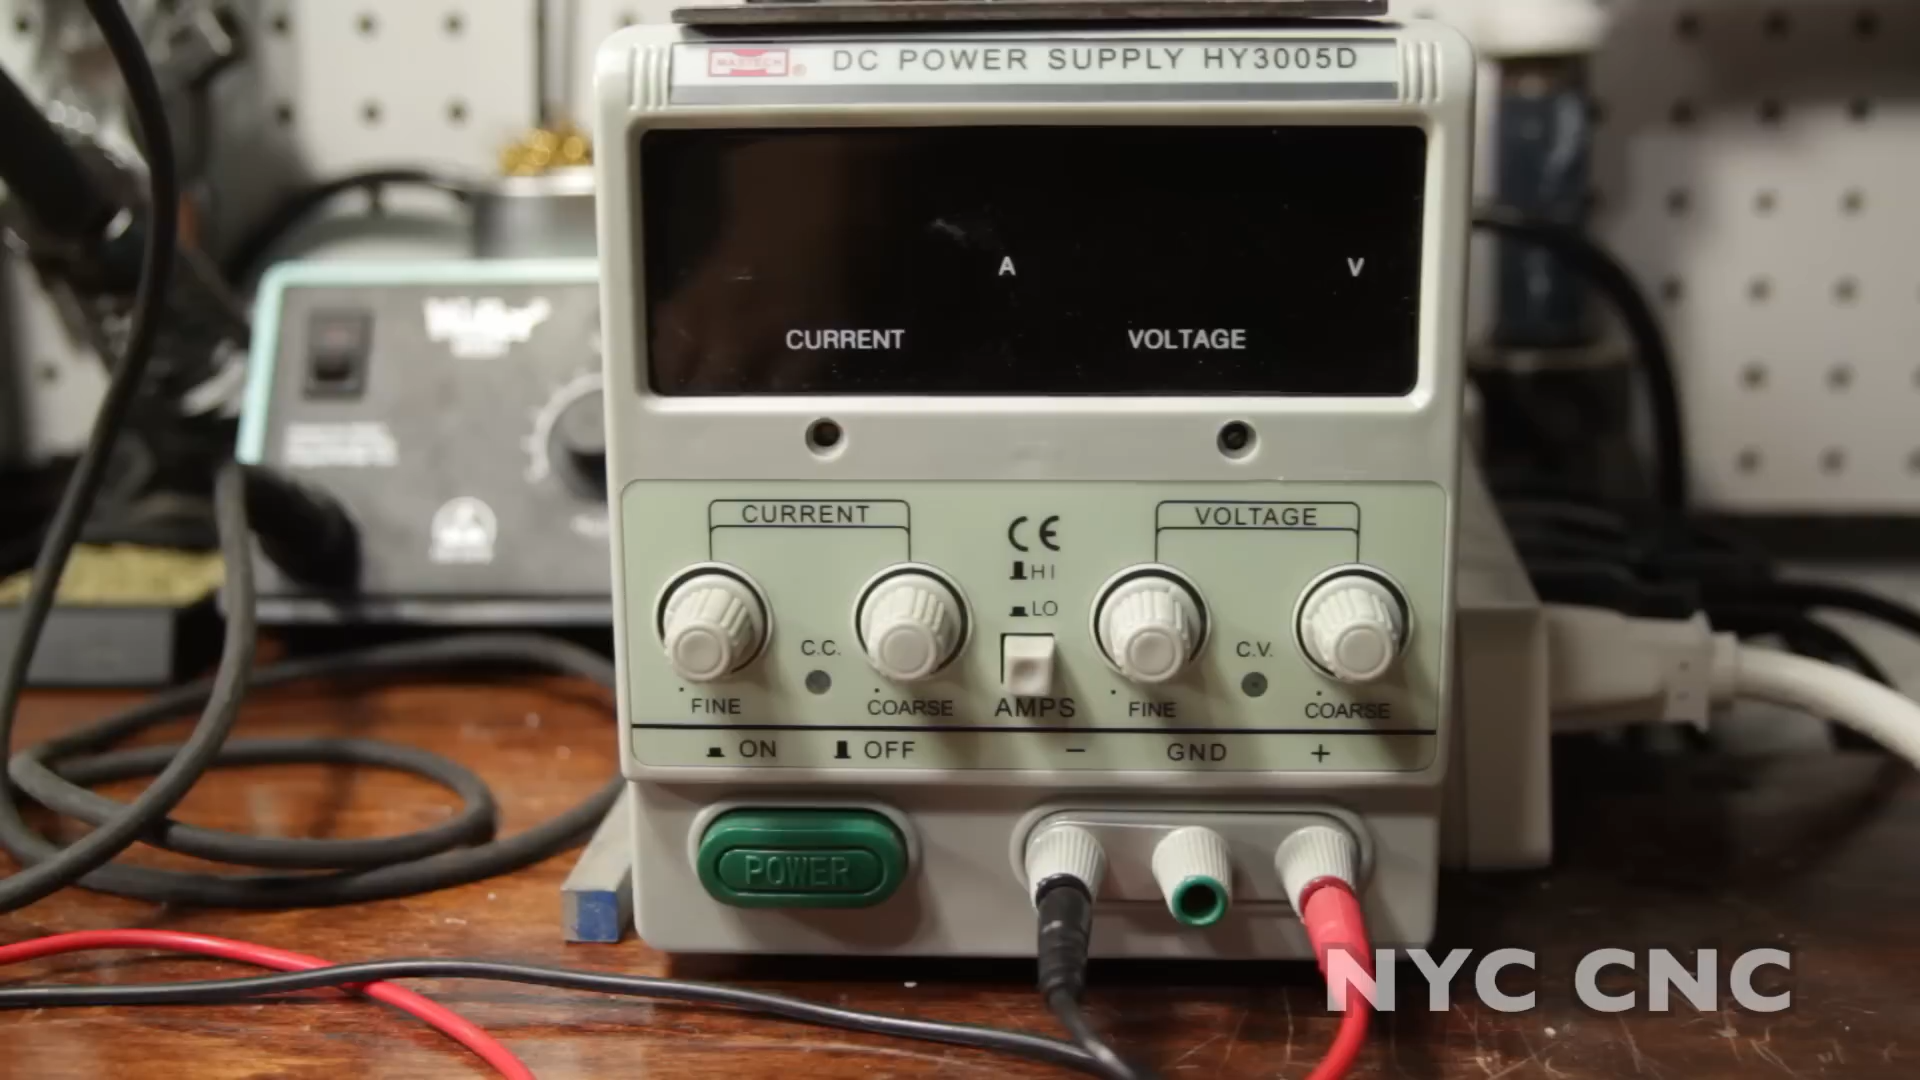 MASTECH ® DC POWER SUPPLY HY3005D
A V
CURRENT VOLTAGE
CURRENT CE VOLTAGE
HI
LO
C.C. C.V.
FINE COARSE AMPS FINE COARSE
ON OFF − GND +
POWER
NYC CNC